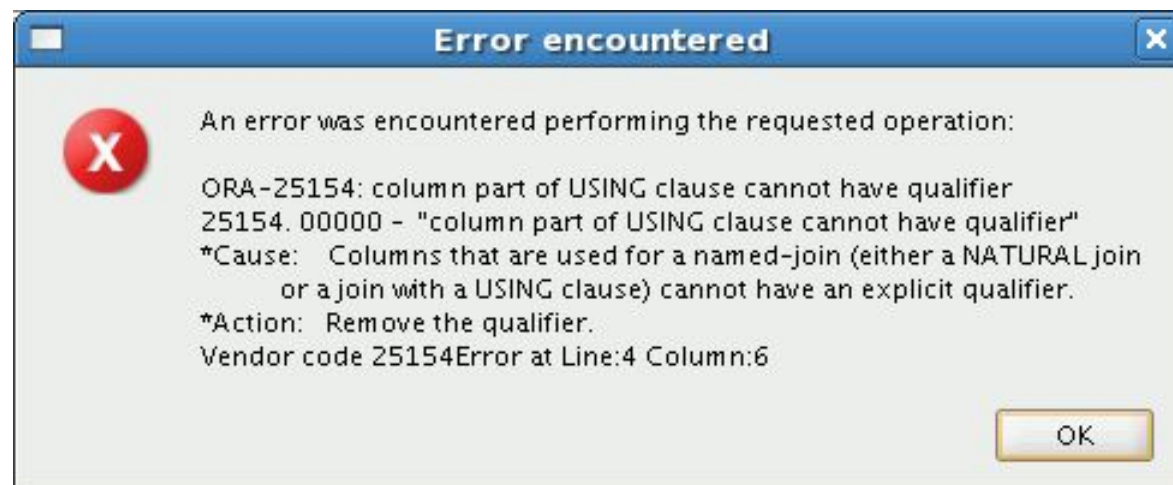 Error encountered
An error was encountered performing the requested operation:
ORA-25154: column part of USING clause cannot have qualifier
25154. 00000 - "column part of USING clause cannot have qualifier"
*Cause: Columns that are used for a named-join (either a NATURAL join
or a join with a USING clause) cannot have an explicit qualifier.
*Action: Remove the qualifier.
Vendor code 25154Error at Line:4 Column:6
OK